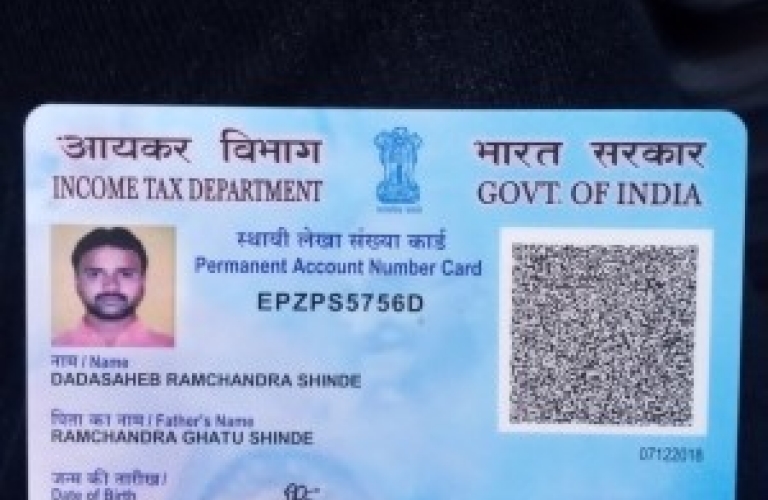 आयकर विभाग
INCOME TAX DEPARTMENT
भारत सरकार
GOVT. OF INDIA
स्थायी लेखा संख्या कार्ड
Permanent Account Number Card
EPZPS5756D
नाम / Name
DADASAHEB RAMCHANDRA SHINDE
पिता का नाम / Father's Name
RAMCHANDRA GHATU SHINDE
07122018
जन्म की तारीख /
Date of Birth